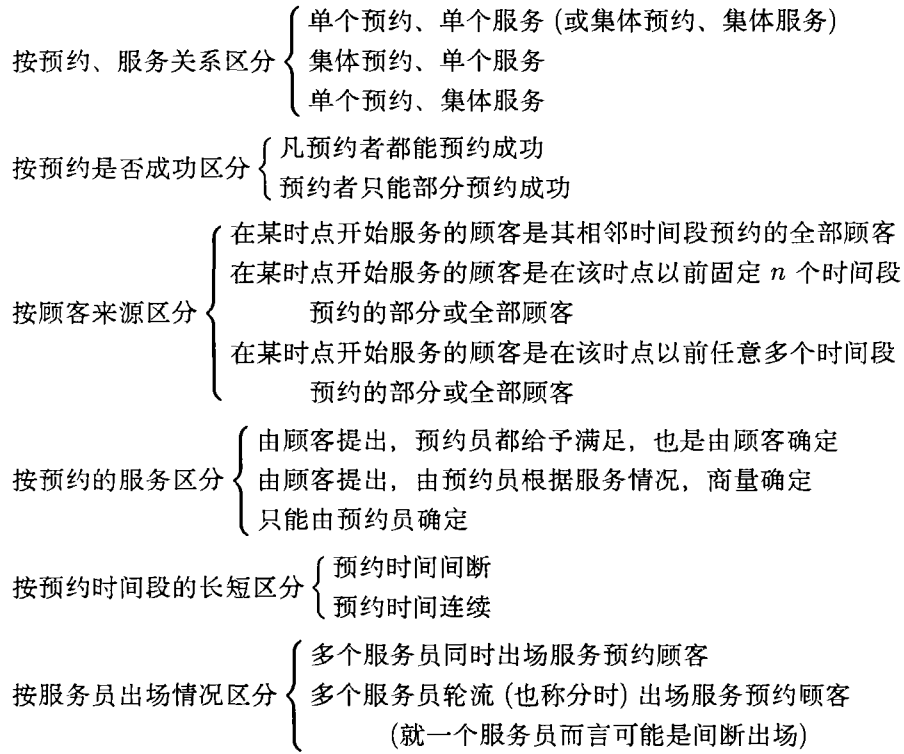 单个预约、单个服务 (或集体预约、集体服务)
按预约、服务关系区分
集体预约、单个服务
单个预约、集体服务
凡预约者都能预约成功
按预约是否成功区分
预约者只能部分预约成功
在某时点开始服务的顾客是其相邻时间段预约的全部顾客
在某时点开始服务的顾客是在该时点以前固定 n 个时间段
按顾客来源区分
预约的部分或全部顾客
在某时点开始服务的顾客是在该时点以前任意多个时间段
预约的部分或全部顾客
由顾客提出，预约员都给予满足，也是由顾客确定
按预约的服务区分
由顾客提出，由预约员根据服务情况，商量确定
只能由预约员确定
预约时间间断
按预约时间段的长短区分
预约时间连续
多个服务员同时出场服务预约顾客
按服务员出场情况区分
多个服务员轮流 (也称分时) 出场服务预约顾客
(就一个服务员而言可能是间断出场)